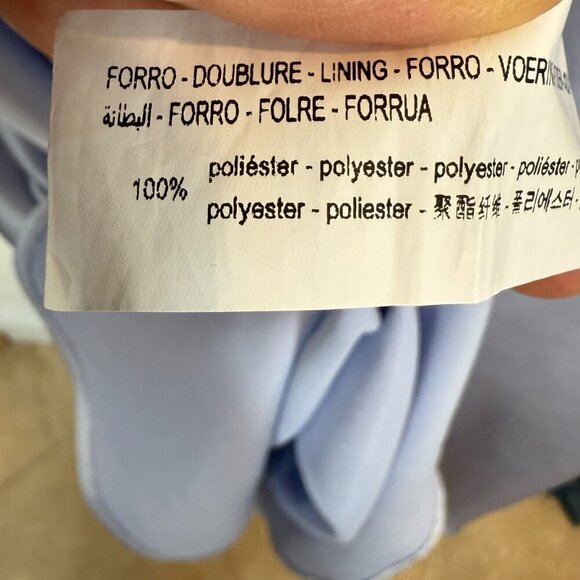 FORRO - DOUBLURE - LINING - FORRO - VOERIN
البطانة - FORRO - FOLRE - FORRUA
100% poliéster - polyester - polyester - poliéster -
polyester - poliester - 聚酯纤维 - 폴리에스터 -